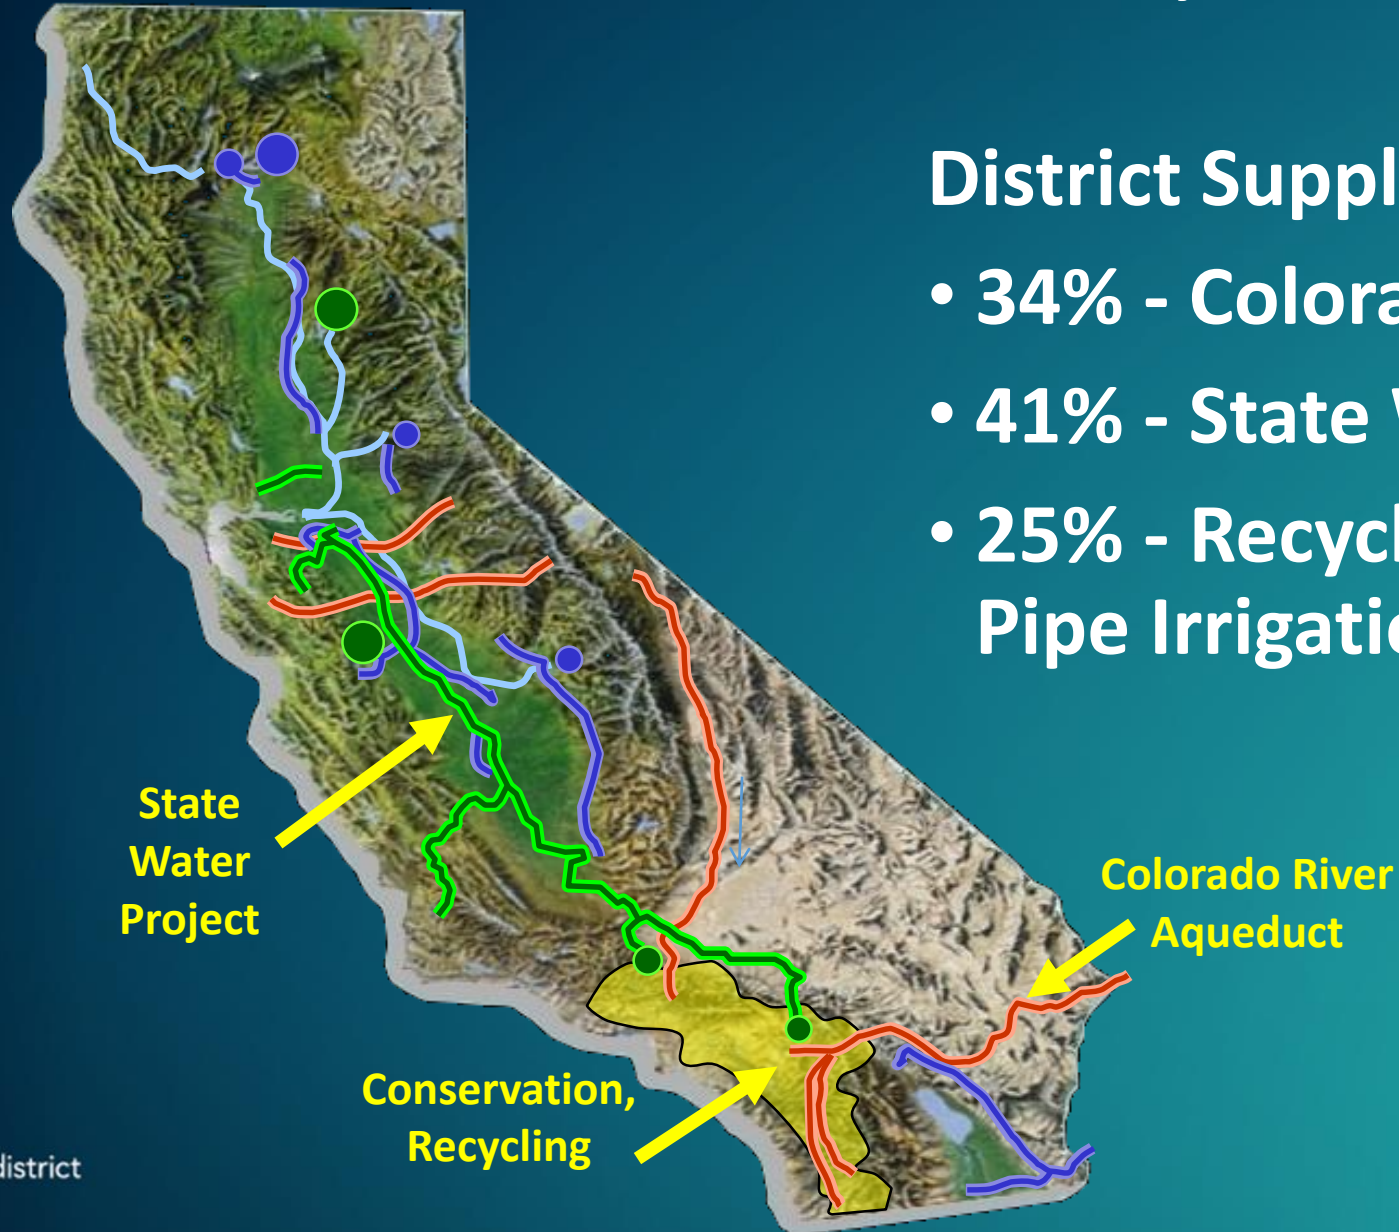 District Suppl
• 34% - Colora
• 41% - State
• 25% - Recycl
Pipe Irrigatio
State
Water
Project
Colorado River
Aqueduct
Conservation,
Recycling
district